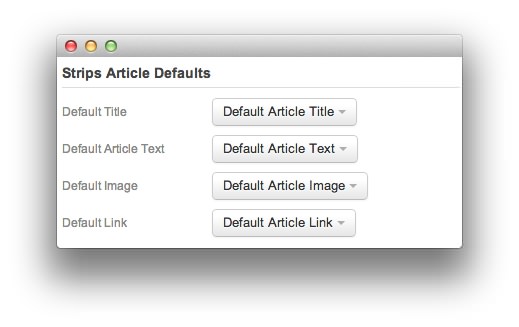 Strips Article Defaults
Default Title Default Article Title
Default Article Text Default Article Text
Default Image Default Article Image
Default Link Default Article Link